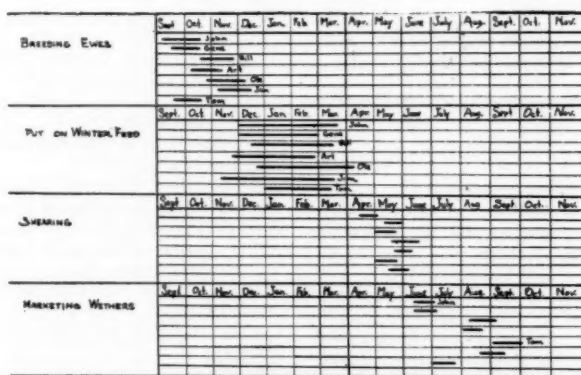 Sept Oct. Nov. Dec. Jan. Feb. Mar. Apr. May June July Aug. Sept. Oct. Nov.
BREEDING EWES
John
Gene
Bill
Art
Ole
Jim
Tom
Sept. Oct. Nov. Dec Jan. Feb. Mar. Apr May June July Aug. Sept Oct. Nov.
PUT ON WINTER FEED
John
Gene
Bill
Art
Ole
Jim
Tom
Sept Oct. Nov. Dec. Jan. Feb. Mar. Apr. May June July Aug Sept Oct. Nov.
SHEARING
Sept Oct. Nov. Dec. Jan. Feb. Mar. Apr. May June July Aug. Sept Oct. Nov.
MARKETING WETHERS
John
Tom